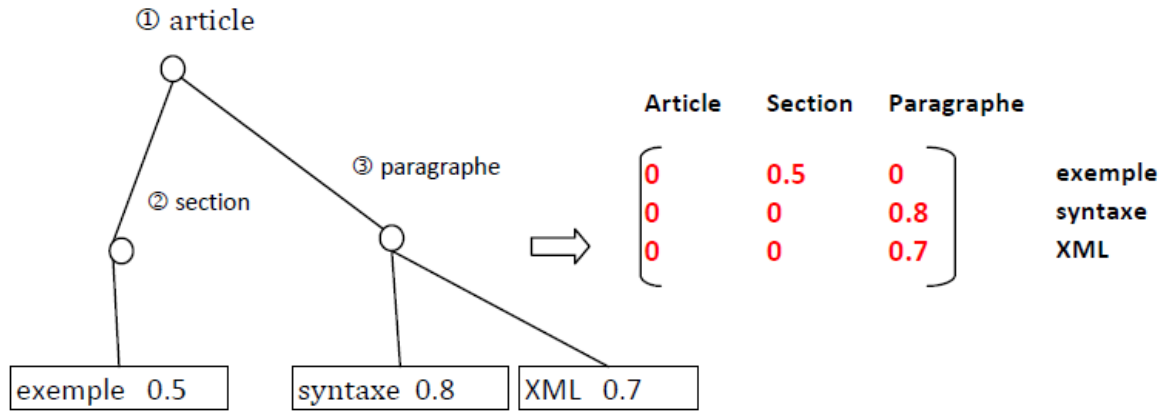 ① article
③ paragraphe
② section
exemple 0.5
syntaxe 0.8
XML 0.7
Article Section Paragraphe
0 0.5 0 exemple
0 0 0.8 syntaxe
0 0 0.7 XML